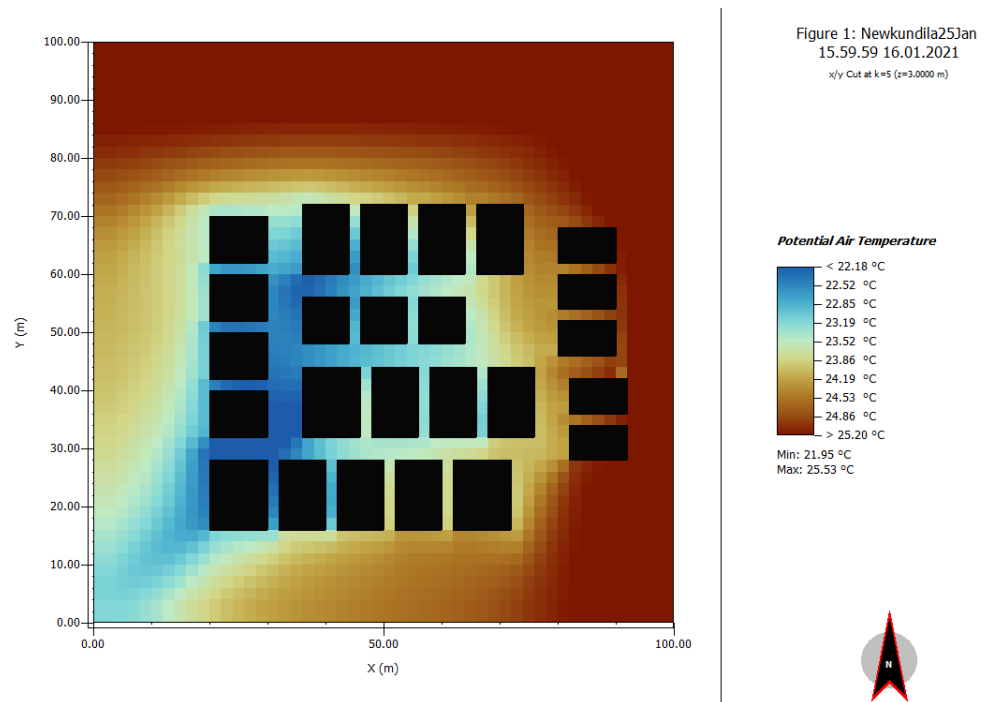 Figure 1: Newkundila25Jan
15.59.59 16.01.2021
x/y Cut at k=5 (z=3.0000 m)
100.00
90.00
80.00
70.00
60.00
50.00
40.00
30.00
20.00
10.00
0.00
Y (m)
0.00 50.00 100.00
X (m)
Potential Air Temperature
< 22.18 °C
22.52 °C
22.85 °C
23.19 °C
23.52 °C
23.86 °C
24.19 °C
24.53 °C
24.86 °C
> 25.20 °C
Min: 21.95 °C
Max: 25.53 °C
N